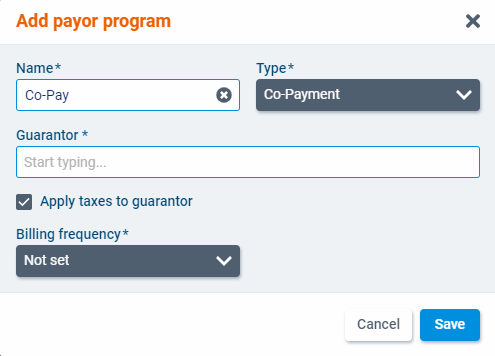 Add payor program
Name* Type*
Co-Pay Co-Payment
Guarantor *
Start typing...
Apply taxes to guarantor
Billing frequency*
Not set
Cancel Save